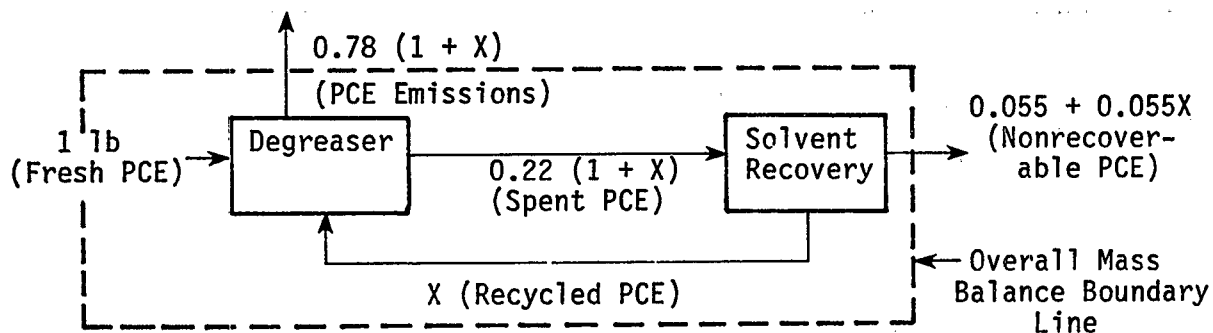 0.78 (1 + X)
(PCE Emissions)
1 lb
(Fresh PCE)
Degreaser
0.22 (1 + X)
(Spent PCE)
Solvent
Recovery
0.055 + 0.055X
(Nonrecover-
able PCE)
X (Recycled PCE)
Overall Mass
Balance Boundary
Line